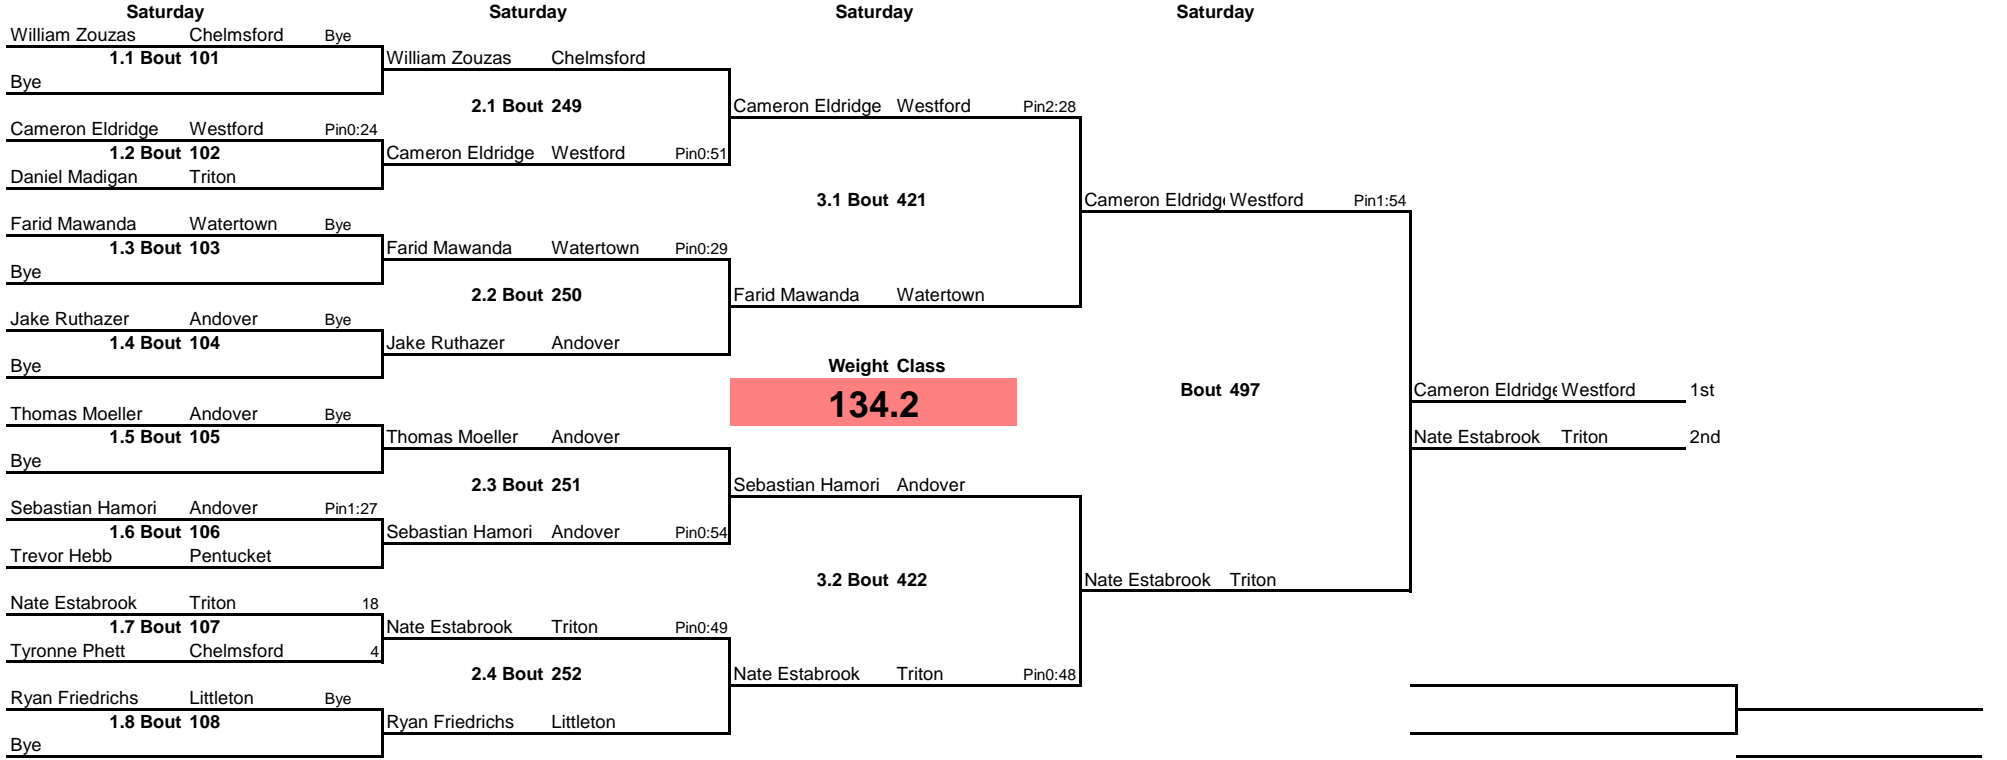 Saturday Saturday Saturday Saturday
William Zouzas Chelmsford Bye
1.1 Bout 101
William Zouzas Chelmsford
Bye
2.1 Bout 249
Cameron Eldridge Westford Pin2:28
Cameron Eldridge Westford Pin0:24
1.2 Bout 102
Cameron Eldridge Westford Pin0:51
Daniel Madigan Triton
3.1 Bout 421
Cameron Eldridg Westford Pin1:54
Farid Mawanda Watertown Bye
1.3 Bout 103
Farid Mawanda Watertown Pin0:29
Bye
2.2 Bout 250
Farid Mawanda Watertown
Jake Ruthazer Andover Bye
1.4 Bout 104
Jake Ruthazer Andover
Bye
Weight Class
134.2
Bout 497
Cameron Eldridge Westford 1st
Thomas Moeller Andover Bye
1.5 Bout 105
Thomas Moeller Andover
Nate Estabrook Triton 2nd
Bye
2.3 Bout 251
Sebastian Hamori Andover
Sebastian Hamori Andover Pin1:27
1.6 Bout 106
Sebastian Hamori Andover Pin0:54
Trevor Hebb Pentucket
3.2 Bout 422
Nate Estabrook Triton
Nate Estabrook Triton 18
1.7 Bout 107
Nate Estabrook Triton Pin0:49
Tyronne Phett Chelmsford 4
2.4 Bout 252
Nate Estabrook Triton Pin0:48
Ryan Friedrichs Littleton Bye
1.8 Bout 108
Ryan Friedrichs Littleton
Bye